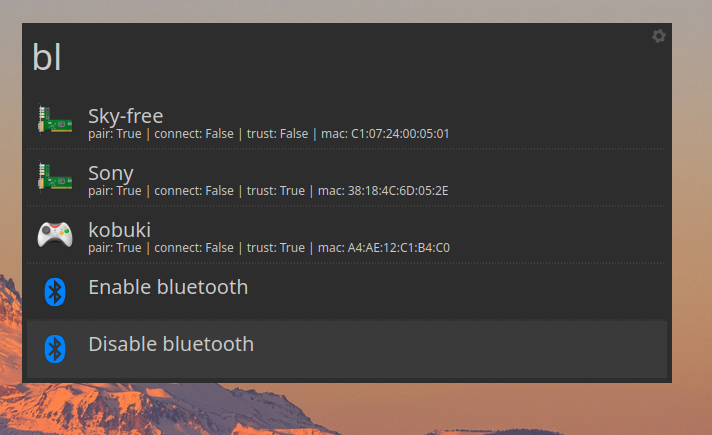 bl
Sky-free
pair: True | connect: False | trust: False | mac: C1:07:24:00:05:01
Sony
pair: True | connect: False | trust: True | mac: 38:18:4C:6D:05:2E
kobuki
pair: True | connect: False | trust: True | mac: A4:AE:12:C1:B4:C0
Enable bluetooth
Disable bluetooth